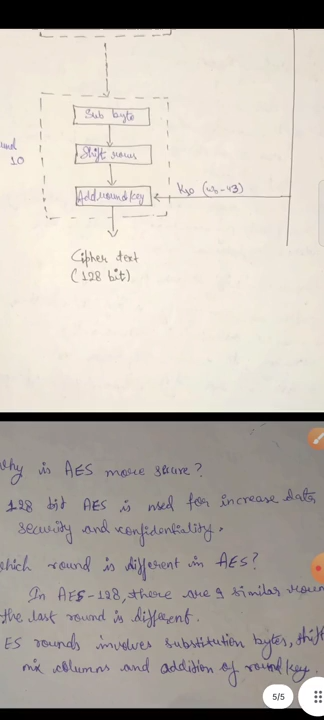 Sub byte
Shift rows
10
Add round key
K10 (40-43)
Cipher text
(128 bit)
why is AES more secure?
128 bit AES is used for increase data
security and confidentiality.
which round is different in AES?
In AES-128, there are 9 similar roun
the last round is different.
ES rounds involves substitution bytes, shift
mix columns and addition of round key.
5/5